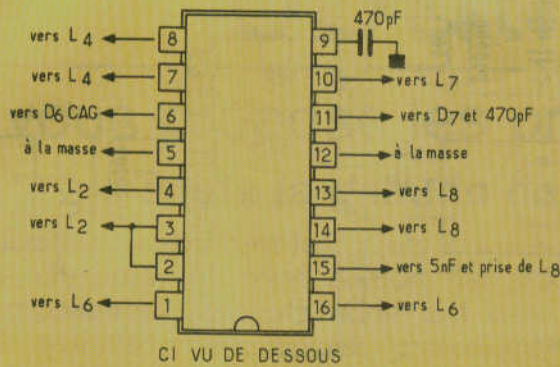 470pF
vers L4
8
9
vers L4
7
10
vers L7
vers D6 CAG
6
11
vers D7 et 470pF
à la masse
5
12
à la masse
vers L2
4
13
vers L8
vers L2
3
14
vers L8
2
15
vers 5nF et prise de L8
vers L6
1
16
vers L6
CI VU DE DESSOUS